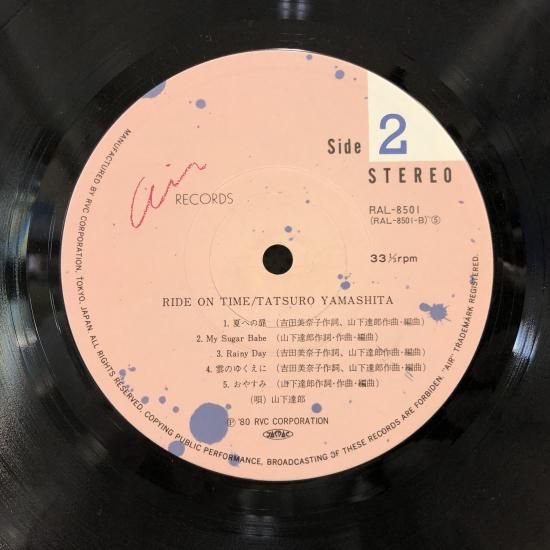 Side 2
STEREO
air RECORDS
RAL-8501
(RAL-8501-B) Ⓢ
33⅓rpm
RIDE ON TIME/TATSURO YAMASHITA
1. 夏への扉 (吉田美奈子作詞、山下達郎作曲・編曲)
2. My Sugar Babe (山下達郎作詞・作曲・編曲)
3. Rainy Day (吉田美奈子作詞、山下達郎作曲・編曲)
4. 雲のゆくえに (吉田美奈子作詞、山下達郎作曲・編曲)
5. おやすみ (山下達郎作詞・作曲・編曲)
(唄) 山下達郎
Ⓟ '80 RVC CORPORATION
JASRAC
MANUFACTURED BY RVC CORPORATION, TOKYO, JAPAN. ALL RIGHTS RESERVED, COPYING PUBLIC PERFORMANCE, BROADCASTING OF THESE RECORDS ARE FORBIDEN. "AIR" TRADEMARK REGISTERED.